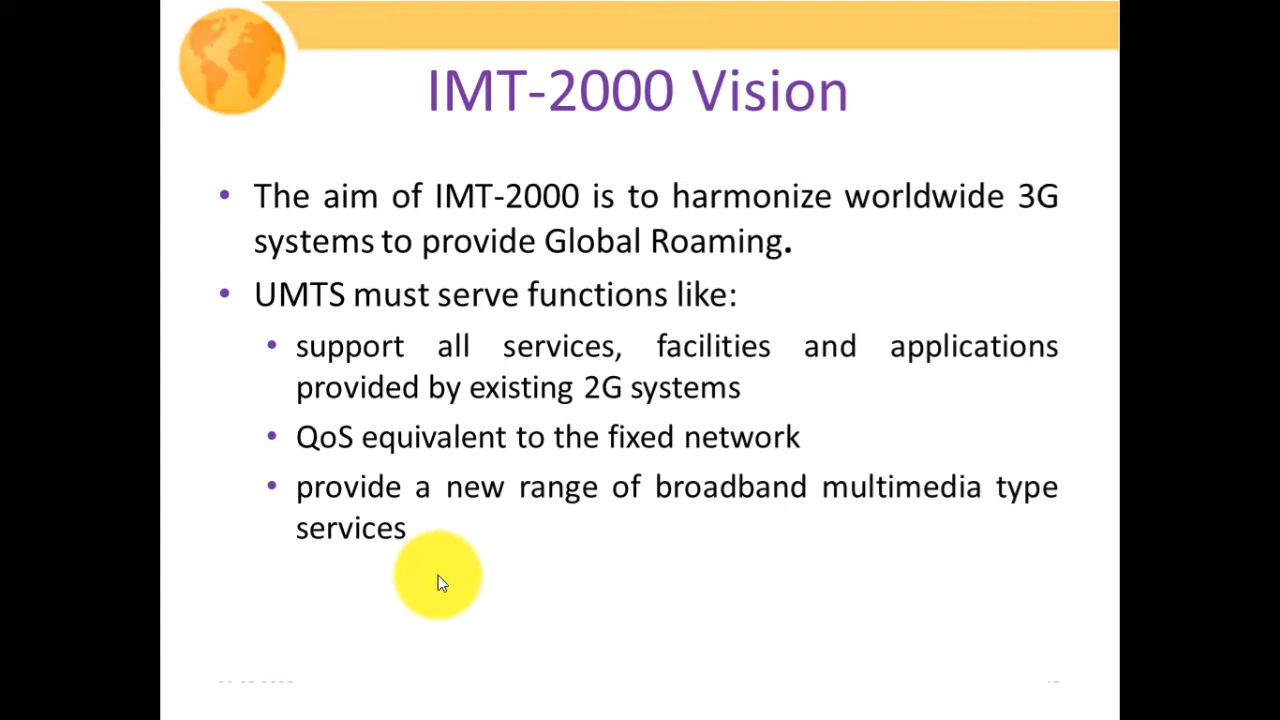 IMT-2000 Vision
• The aim of IMT-2000 is to harmonize worldwide 3G
systems to provide Global Roaming.
• UMTS must serve functions like:
• support all services, facilities and applications
provided by existing 2G systems
• QoS equivalent to the fixed network
• provide a new range of broadband multimedia type
services